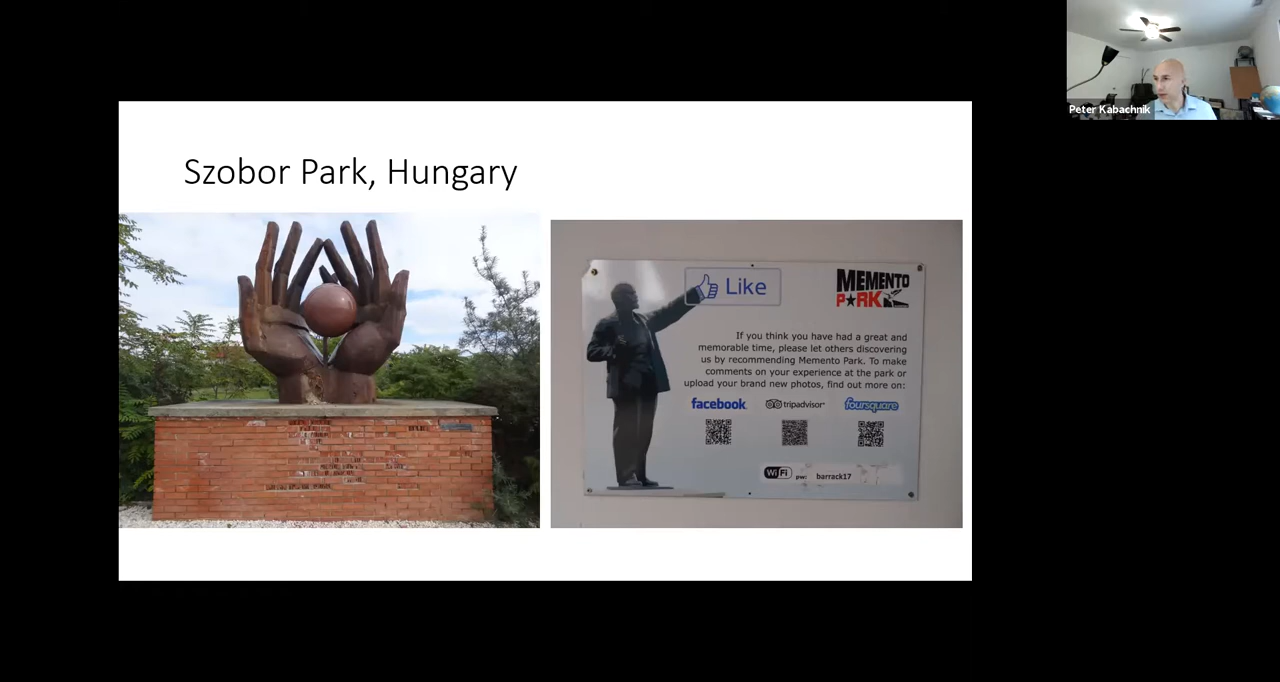 Peter Kabachnik
Szobor Park, Hungary
Like
MEMENTO
P★RK
If you think you have had a great and
memorable time, please let others discovering
us by recommending Memento Park. To make
comments on your experience at the park or
upload your brand new photos, find out more on:
facebook tripadvisor foursquare
WiFi pw: barrack17